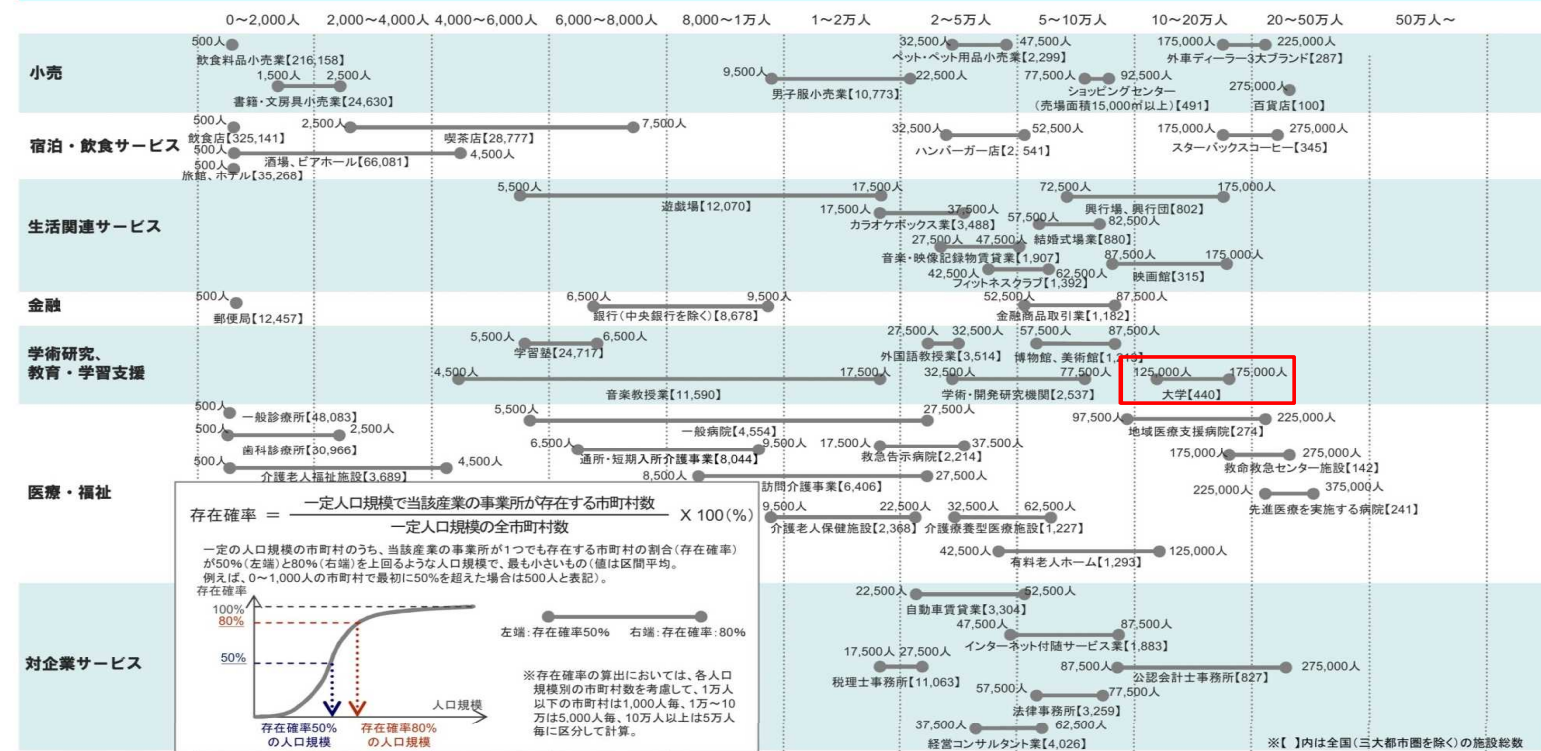 0～2,000人 2,000～4,000人 4,000～6,000人 6,000～8,000人 8,000～1万人 1～2万人 2～5万人 5～10万人 10～20万人 20～50万人 50万人～
小売
500人
飲食料品小売業【216,158】
1,500人 2,500人
書籍・文房具小売業【24,630】
9,500人 22,500人
男子服小売業【10,773】
32,500人 47,500人
ペット・ペット用品小売業【2,299】
77,500人 92,500人
ショッピングセンター
（売場面積15,000㎡以上）【491】
175,000人 225,000人
外車ディーラー3大ブランド【287】
275,000人
百貨店【100】
宿泊・飲食サービス
500人
飲食店【325,141】
2,500人 7,500人
喫茶店【28,777】
500人 4,500人
酒場、ビアホール【66,081】
500人
旅館、ホテル【35,268】
32,500人 52,500人
ハンバーガー店【2，541】
175,000人 275,000人
スターバックスコーヒー【345】
生活関連サービス
5,500人 17,500人
遊戯場【12,070】
17,500人 37,500人
カラオケボックス業【3,488】
27,500人 47,500人
音楽・映像記録物賃貸業【1,907】
42,500人 62,500人
フィットネスクラブ【1,392】
72,500人 175,000人
興行場、興行団【802】
57,500人 82,500人
結婚式場業【880】
87,500人 175,000人
映画館【315】
金融
500人
郵便局【12,457】
6,500人 9,500人
銀行（中央銀行を除く）【8,678】
52,500人 87,500人
金融商品取引業【1,182】
学術研究、
教育・学習支援
5,500人 6,500人
学習塾【24,717】
27,500人 32,500人
外国語教授業【3,514】
57,500人 87,500人
博物館、美術館【1,213】
4,500人 17,500人
音楽教授業【11,590】
32,500人 77,500人
学術・開発研究機関【2,537】
125,000人 175,000人
大学【440】
医療・福祉
500人
一般診療所【48,083】
500人 2,500人
歯科診療所【30,966】
500人 4,500人
介護老人福祉施設【3,689】
5,500人 27,500人
一般病院【4,554】
6,500人 9,500人
通所・短期入所介護事業【8,044】
17,500人 37,500人
救急告示病院【2,214】
8,500人 27,500人
訪問介護事業【6,406】
9,500人 22,500人
介護老人保健施設【2,368】
32,500人 62,500人
介護療養型医療施設【1,227】
42,500人 125,000人
有料老人ホーム【1,293】
97,500人 225,000人
地域医療支援病院【274】
175,000人 275,000人
救命救急センター施設【142】
225,000人 375,000人
先進医療を実施する病院【241】
対企業サービス
22,500人 52,500人
自動車賃貸業【3,304】
47,500人 87,500人
インターネット付随サービス業【1,883】
17,500人 27,500人
税理士事務所【11,063】
87,500人 275,000人
公認会計士事務所【827】
57,500人 77,500人
法律事務所【3,259】
37,500人 62,500人
経営コンサルタント業【4,026】
存在確率 ＝ 一定人口規模で当該産業の事業所が存在する市町村数
一定人口規模の全市町村数
X 100（%）
一定の人口規模の市町村のうち、当該産業の事業所が1つでも存在する市町村の割合（存在確率）
が50%（左端）と80%（右端）を上回るような人口規模で、最も小さいもの（値は区間平均。
例えば、0～1,000人の市町村で最初に50%を超えた場合は500人と表記）。
存在確率
100%
80%
50%
人口規模
存在確率50%
の人口規模
存在確率80%
の人口規模
左端：存在確率50% 右端：存在確率：80%
※存在確率の算出においては、各人口
規模別の市町村数を考慮して、1万人
以下の市町村は1,000人毎、1万～10
万は5,000人毎、10万人以上は5万人
毎に区分して計算。
※【 】内は全国（三大都市圏を除く）の施設総数